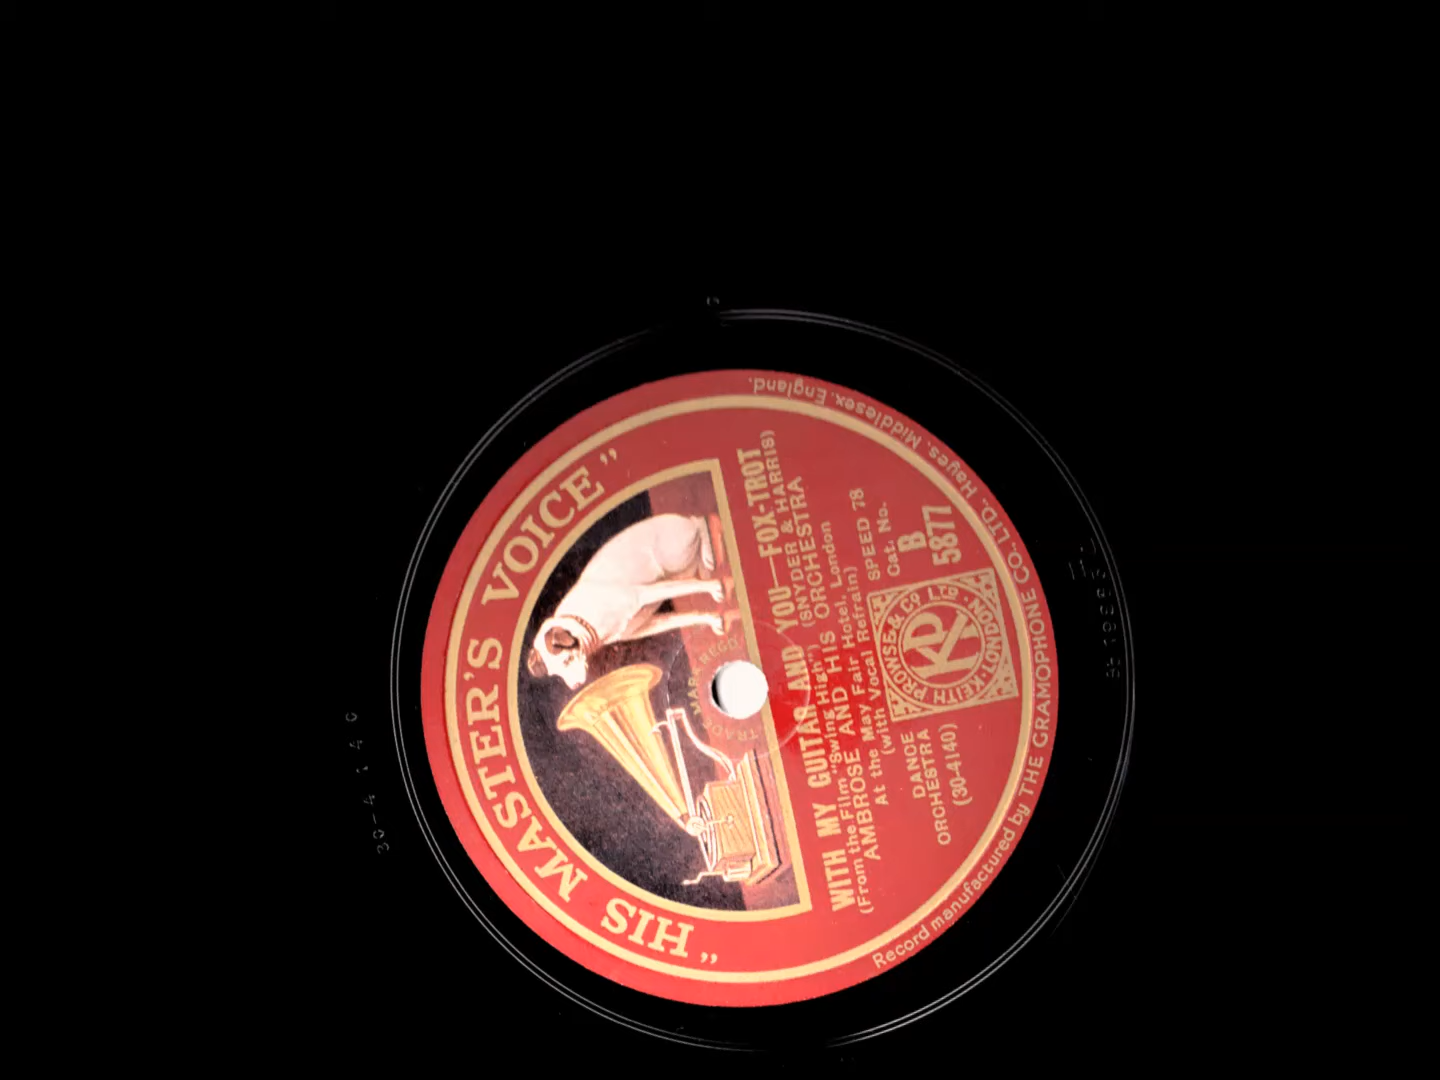 "HIS MASTER'S VOICE"
TRADE MARK REGD.
WITH MY GUITAR AND YOU—FOX-TROT
(From the Film "Swing High") (SNYDER & HARRIS)
AMBROSE AND HIS ORCHESTRA
At the May Fair Hotel, London
(with Vocal Refrain)
SPEED 78
Cat. No.
B
5877
DANCE
ORCHESTRA
(30-4140)
KEITH PROWSE & Co LTD. LONDON.
KP
Record manufactured by THE GRAMOPHONE CO., LTD. Hayes. Middlesex. England.
30-4140